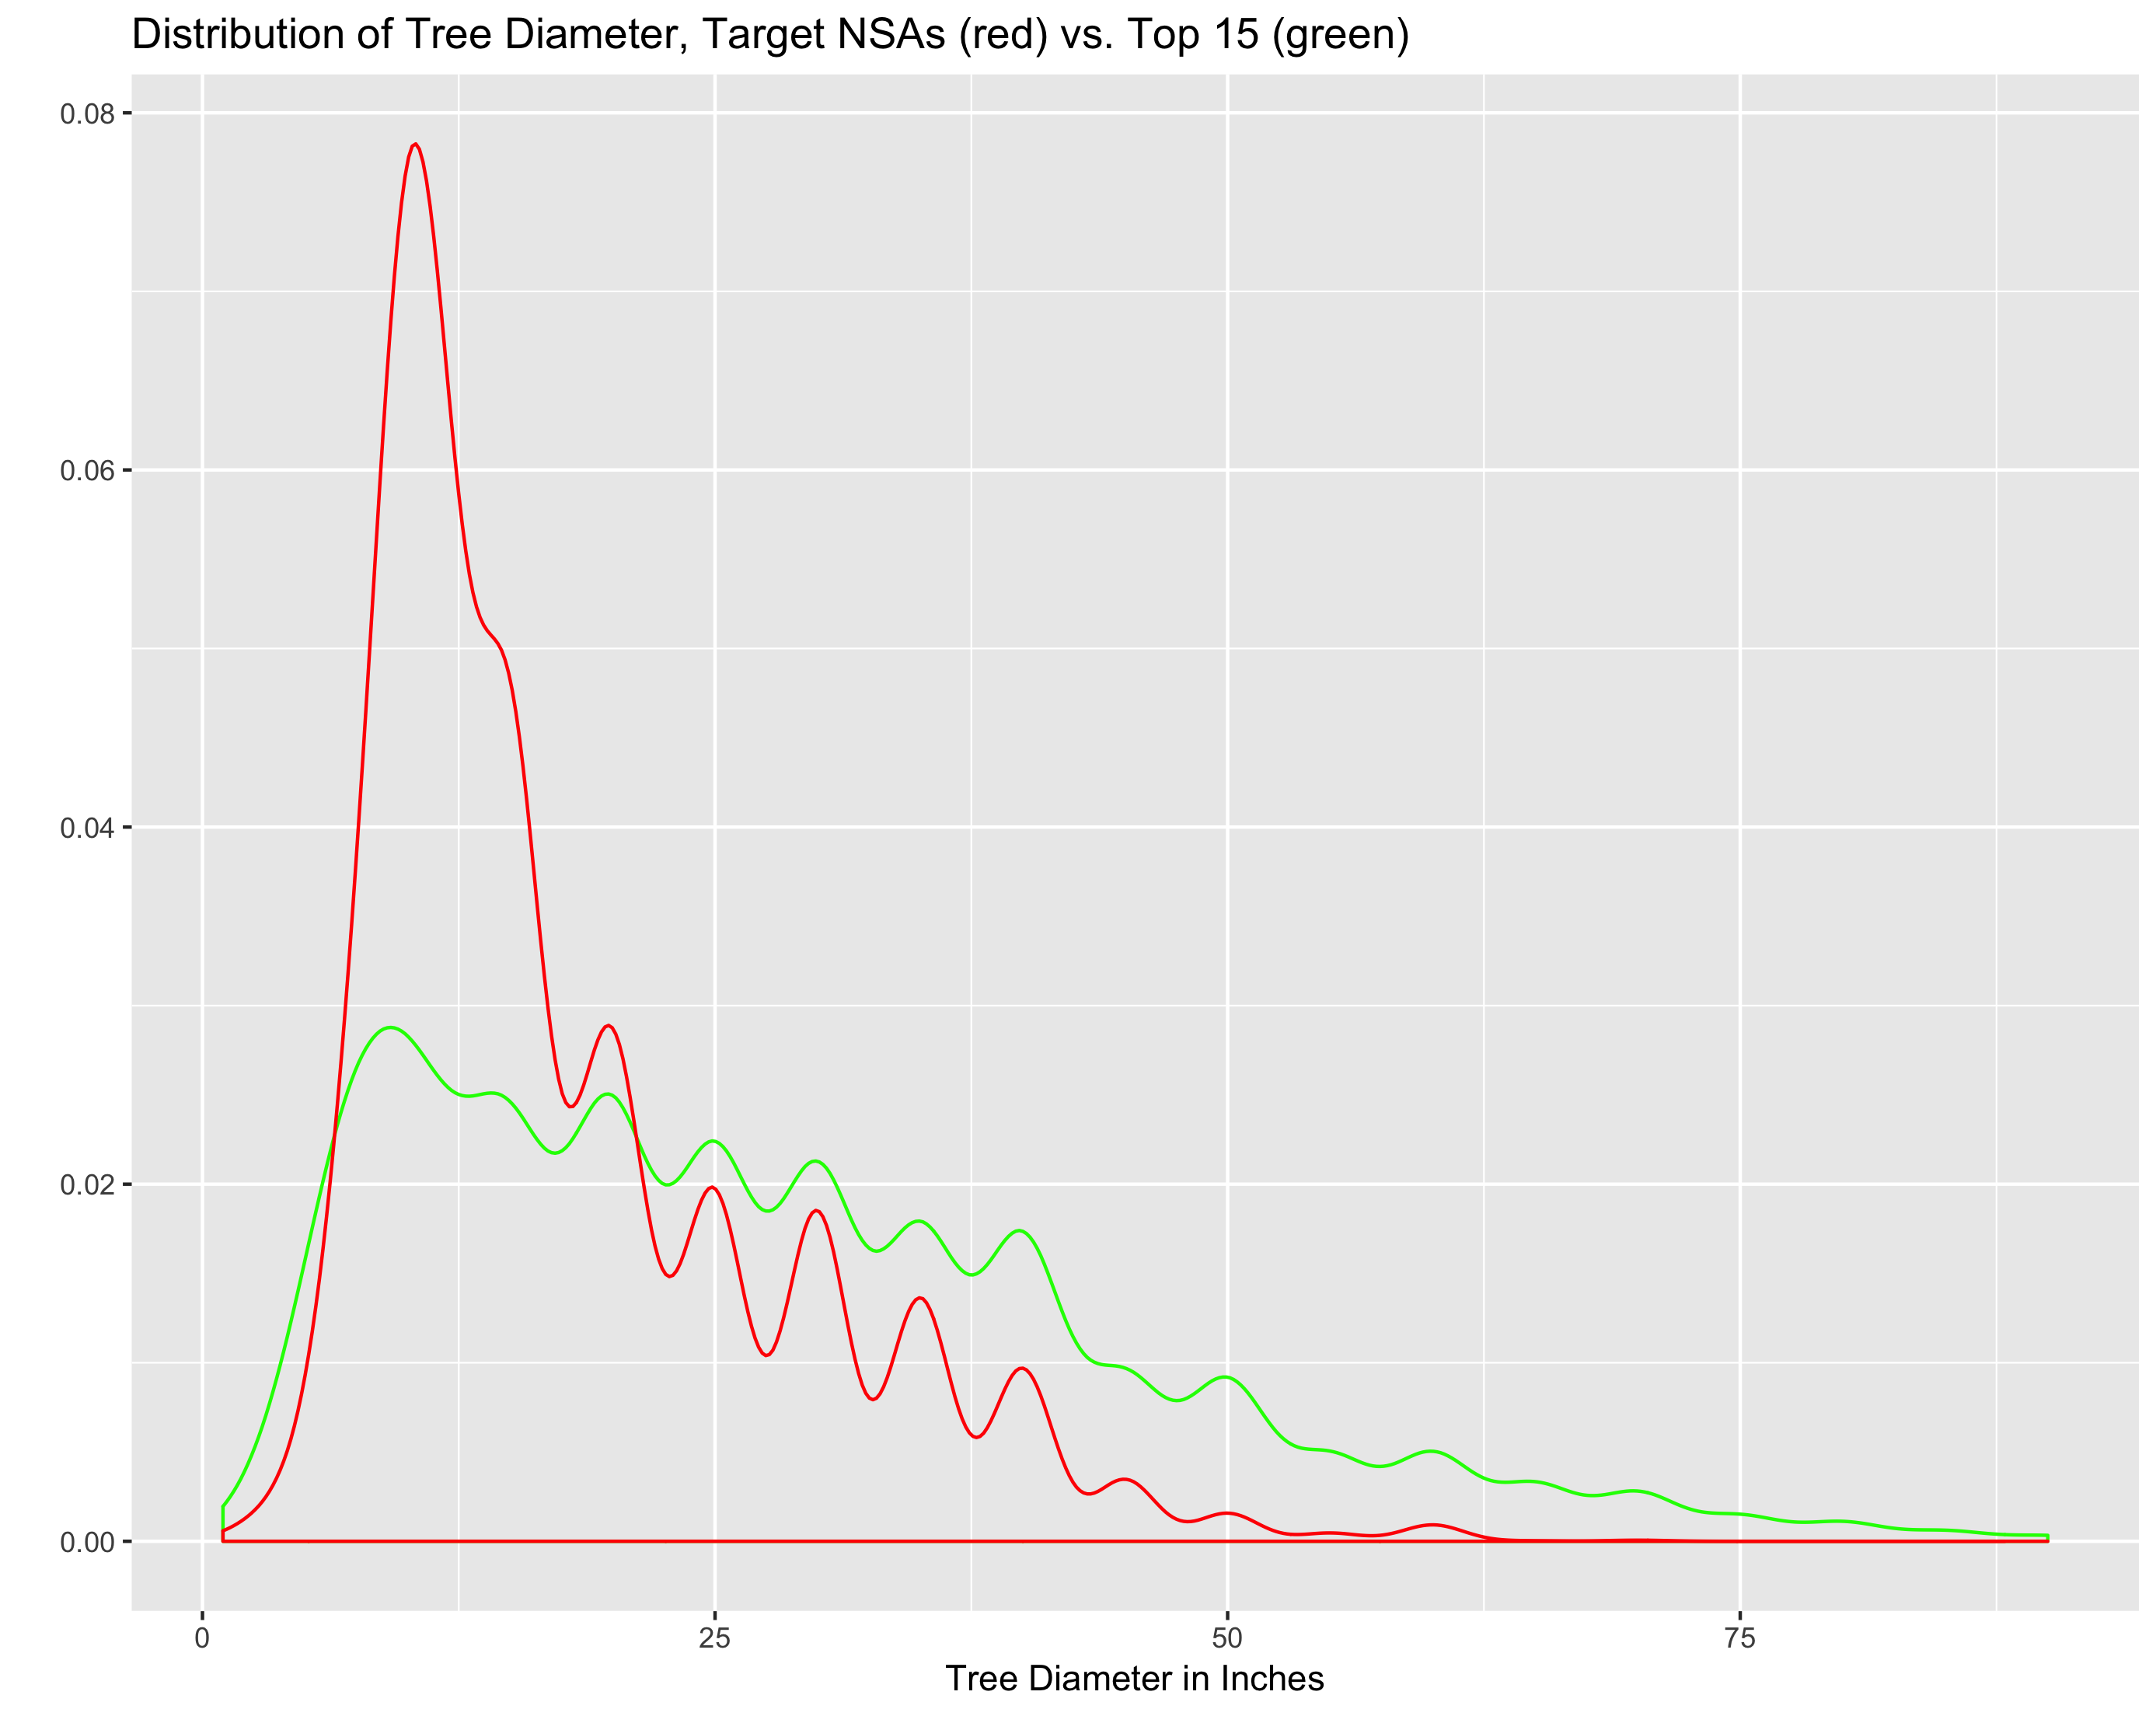 Distribution of Tree Diameter, Target NSAs (red) vs. Top 15 (green)
0.08
0.06
0.04
0.02
0.00
0 25 50 75
Tree Diameter in Inches